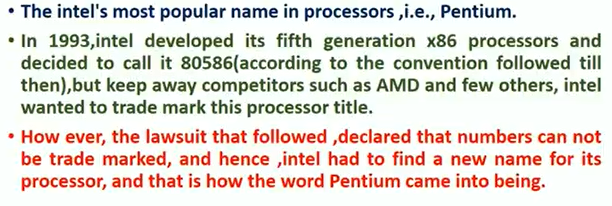 • The intel's most popular name in processors ,i.e., Pentium.
• In 1993,intel developed its fifth generation x86 processors and
decided to call it 80586(according to the convention followed till
then),but keep away competitors such as AMD and few others, intel
wanted to trade mark this processor title.
• How ever, the lawsuit that followed ,declared that numbers can not
be trade marked, and hence ,intel had to find a new name for its
processor, and that is how the word Pentium came into being.